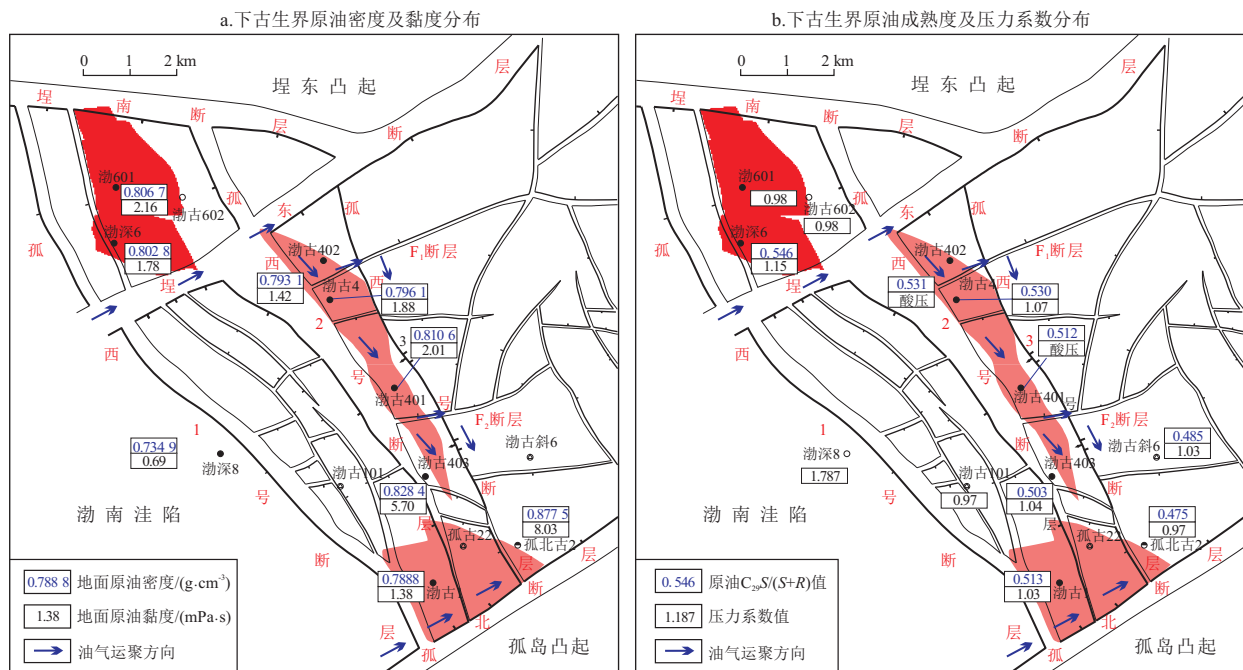 a.下古生界原油密度及黏度分布
0 1 2 km
埕东凸起
埕南断层
埕东断层
渤601
0.806 7
2.16
渤古602
渤深6
0.802 8
1.78
孤
西
号
断
层
埕
孤
西
2
号
断
层
孤
西
3
号
断
层
渤古402
F₁断层
0.793 1
1.42
渤古4
0.796 1
1.88
0.810 6
2.01
渤古401
F₂断层
渤古斜6
1
0.734 9
0.69
渤深8
渤古101
渤古403
0.828 4
5.70
0.877 5
8.03
孤古22
孤北古2
渤南洼陷
0.7888
1.38
渤古1
孤北断层
孤岛凸起
0.788 8 地面原油密度/(g·cm⁻³)
1.38 地面原油黏度/(mPa·s)
油气运聚方向
b.下古生界原油成熟度及压力系数分布
0 1 2 km
埕东凸起
埕南断层
埕东断层
渤601
0.98
渤古602
0.98
渤深6
0.546
1.15
孤
西
号
断
层
埕
孤
西
2
号
断
层
孤
西
3
号
断
层
渤古402
F₁断层
0.531
酸压
渤古4
0.530
1.07
0.512
酸压
渤古401
F₂断层
渤古斜6
0.485
1.03
1
渤深8
1.787
渤古101
0.97
渤古403
0.503
1.04
0.475
0.97
孤古22
孤北古2
渤南洼陷
0.513
1.03
渤古1
孤北断层
孤岛凸起
0.546 原油C₂₉S/(S+R)值
1.187 压力系数值
油气运聚方向